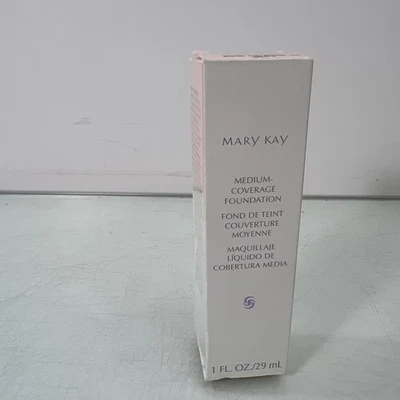 MARY KAY
MEDIUM-
COVERAGE
FOUNDATION
FOND DE TEINT
COUVERTURE
MOYENNE
MAQUILLAJE
LÍQUIDO DE
COBERTURA MEDIA
1 FL. OZ./29 mL